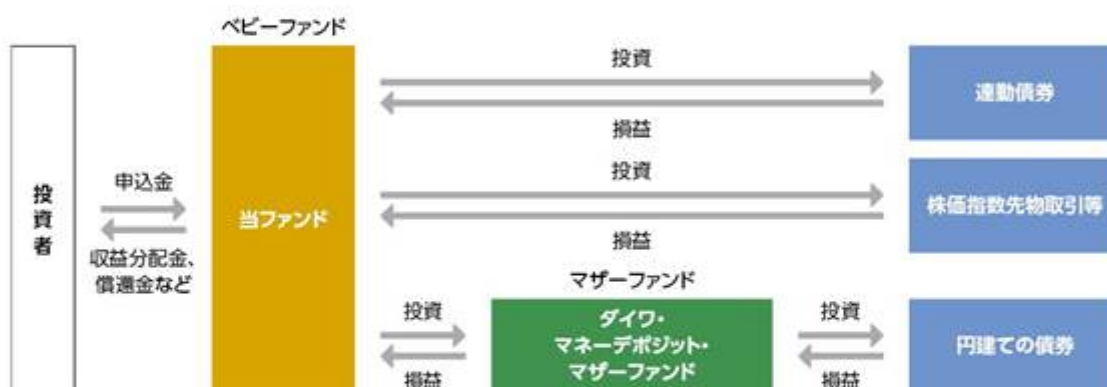 ベビーファンド
投資者
申込金
収益分配金、
償還金など
当ファンド
投資
損益
連動債券
投資
損益
株価指数先物取引等
マザーファンド
投資
損益
ダイワ・
マネーデポジット・
マザーファンド
投資
損益
円建ての債券